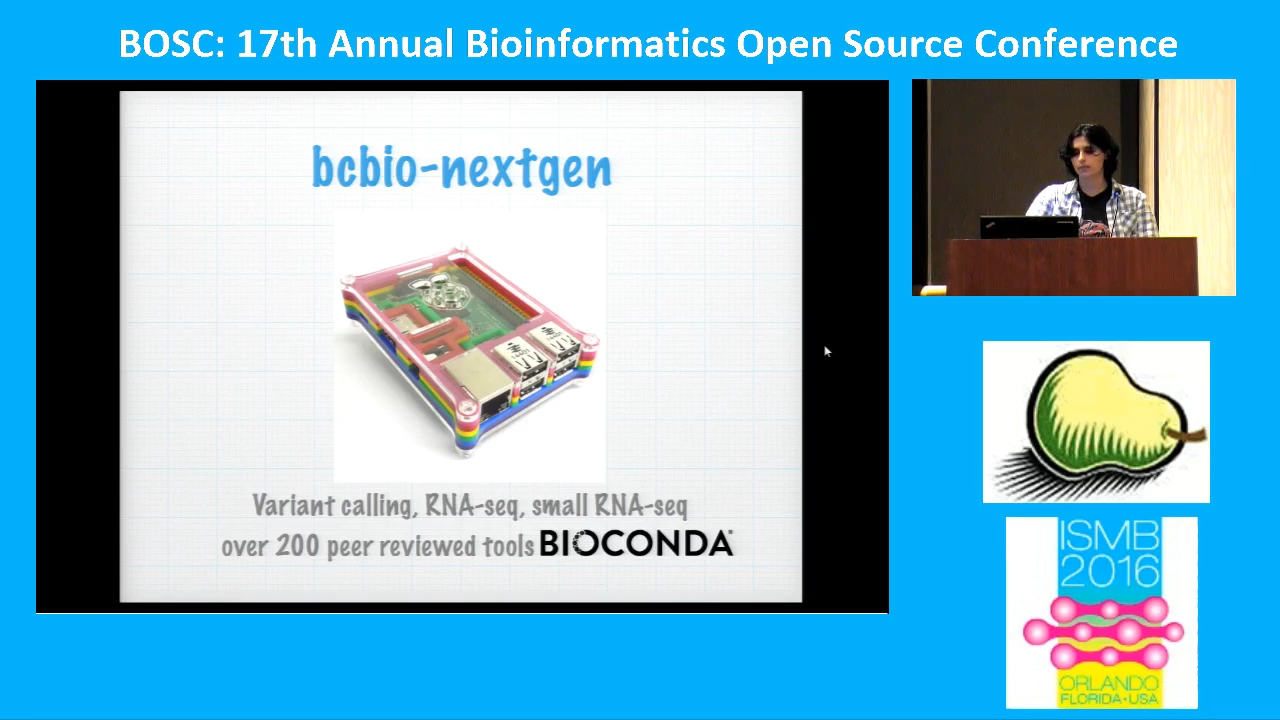 BOSC: 17th Annual Bioinformatics Open Source Conference
bcbio-nextgen
Variant calling, RNA-seq, small RNA-seq
over 200 peer reviewed tools BIOCONDA®
ISMB
2016
ORLANDO
FLORIDA•USA